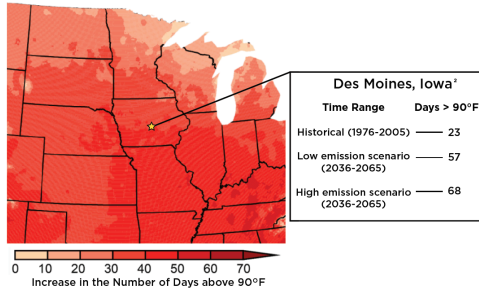 Des Moines, Iowa²
Time Range Days > 90°F
Historical (1976-2005) 23
Low emission scenario 57
(2036-2065)
High emission scenario 68
(2036-2065)
0 10 20 30 40 50 60 70
Increase in the Number of Days above 90°F